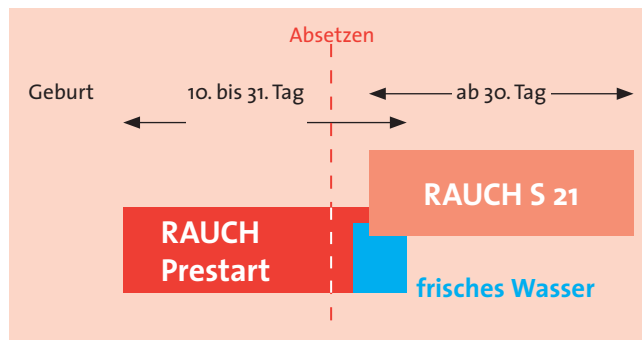 Absetzen
Geburt
10. bis 31. Tag
ab 30. Tag
RAUCH S 21
RAUCH
Prestart
frisches Wasser